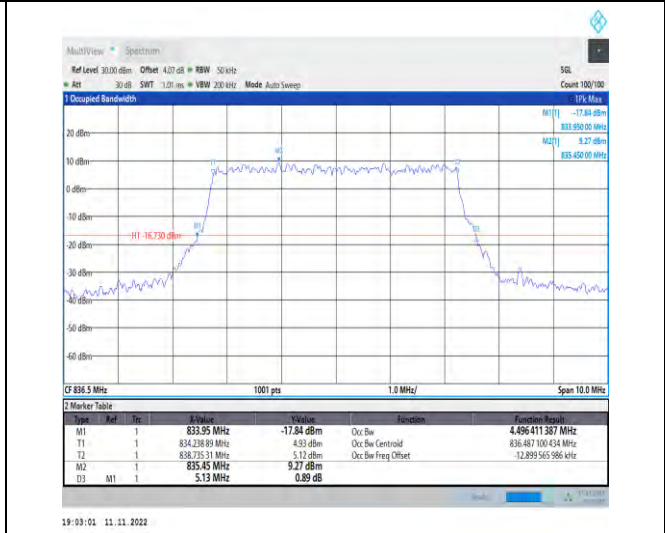 MultiView Spectrum
Ref Level 30.00 dBm Offset 4.07 dB RBW 50 kHz SGL
Att 30 dB SWT 1.01 ms VBW 200 kHz Mode Auto Sweep Count 100/100
1 Occupied Bandwidth 1Pk Max
M1[1] -17.84 dBm
833.950 00 MHz
M2[1] 9.27 dBm
835.450 00 MHz
20 dBm
10 dBm
0 dBm
-10 dBm
H1 -16.730 dBm
-20 dBm
-30 dBm
-40 dBm
-50 dBm
-60 dBm
M1
T1
M2
CF 836.5 MHz 1001 pts 1.0 MHz/ Span 10.0 MHz
2 Marker Table
Type Ref Trc X-Value Y-Value Function Function Result
M1 1 833.95 MHz -17.84 dBm Occ Bw 4.496 411 387 MHz
T1 1 834.238 89 MHz 4.93 dBm Occ Bw Centroid 836.487 100 434 MHz
T2 1 838.735 31 MHz 5.12 dBm Occ Bw Freq Offset -12.899 565 986 kHz
M2 1 835.45 MHz 9.27 dBm
D3 M1 1 5.13 MHz 0.89 dB
19:03:01 11.11.2022